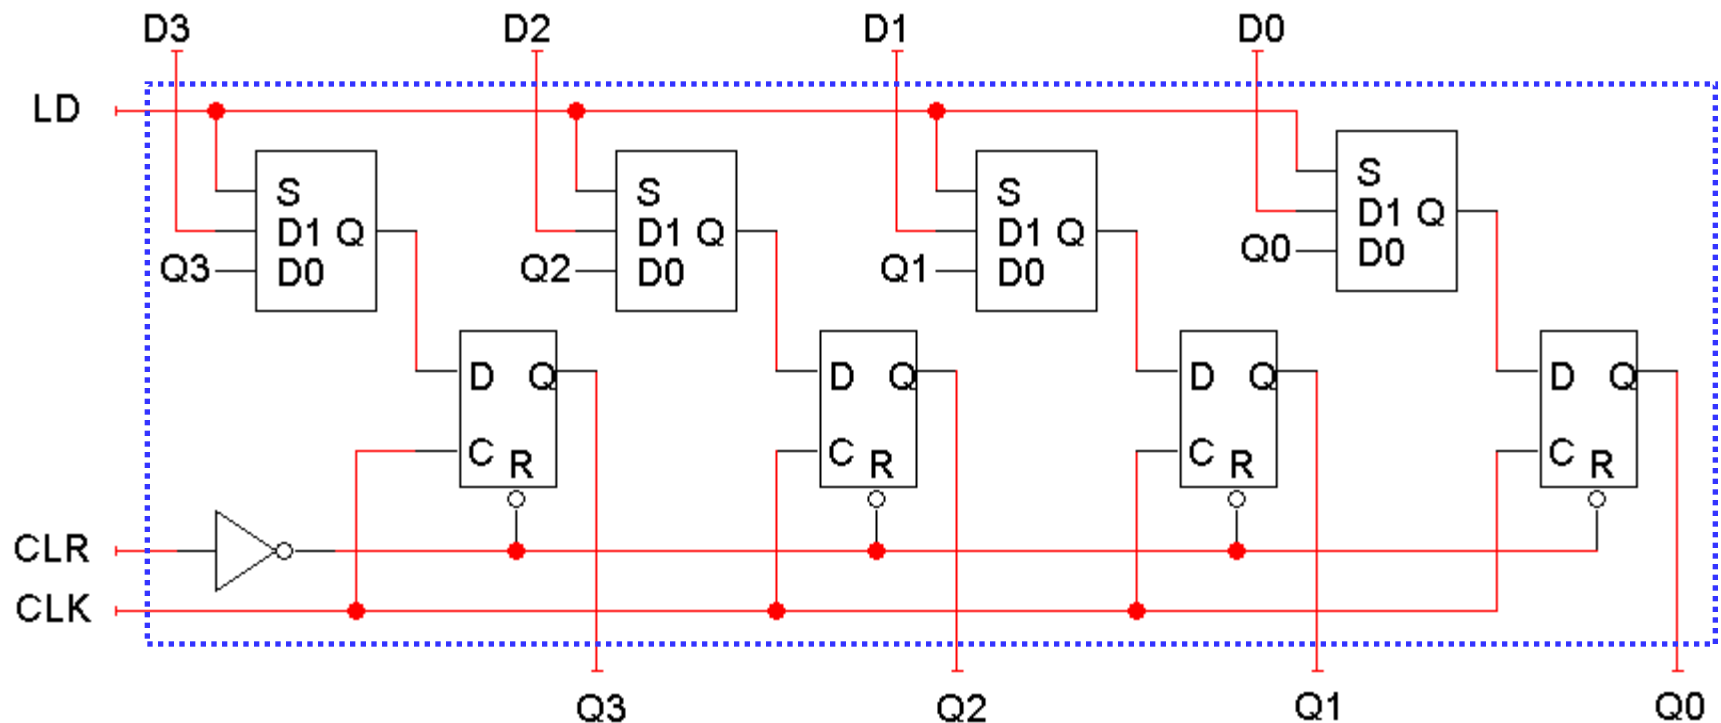 D3 D2 D1 D0
LD
S S S S
D1 Q D1 Q D1 Q D1 Q
Q3 D0 Q2 D0 Q1 D0 Q0 D0
D Q D Q D Q D Q
C R C R C R C R
CLR
CLK
Q3 Q2 Q1 Q0